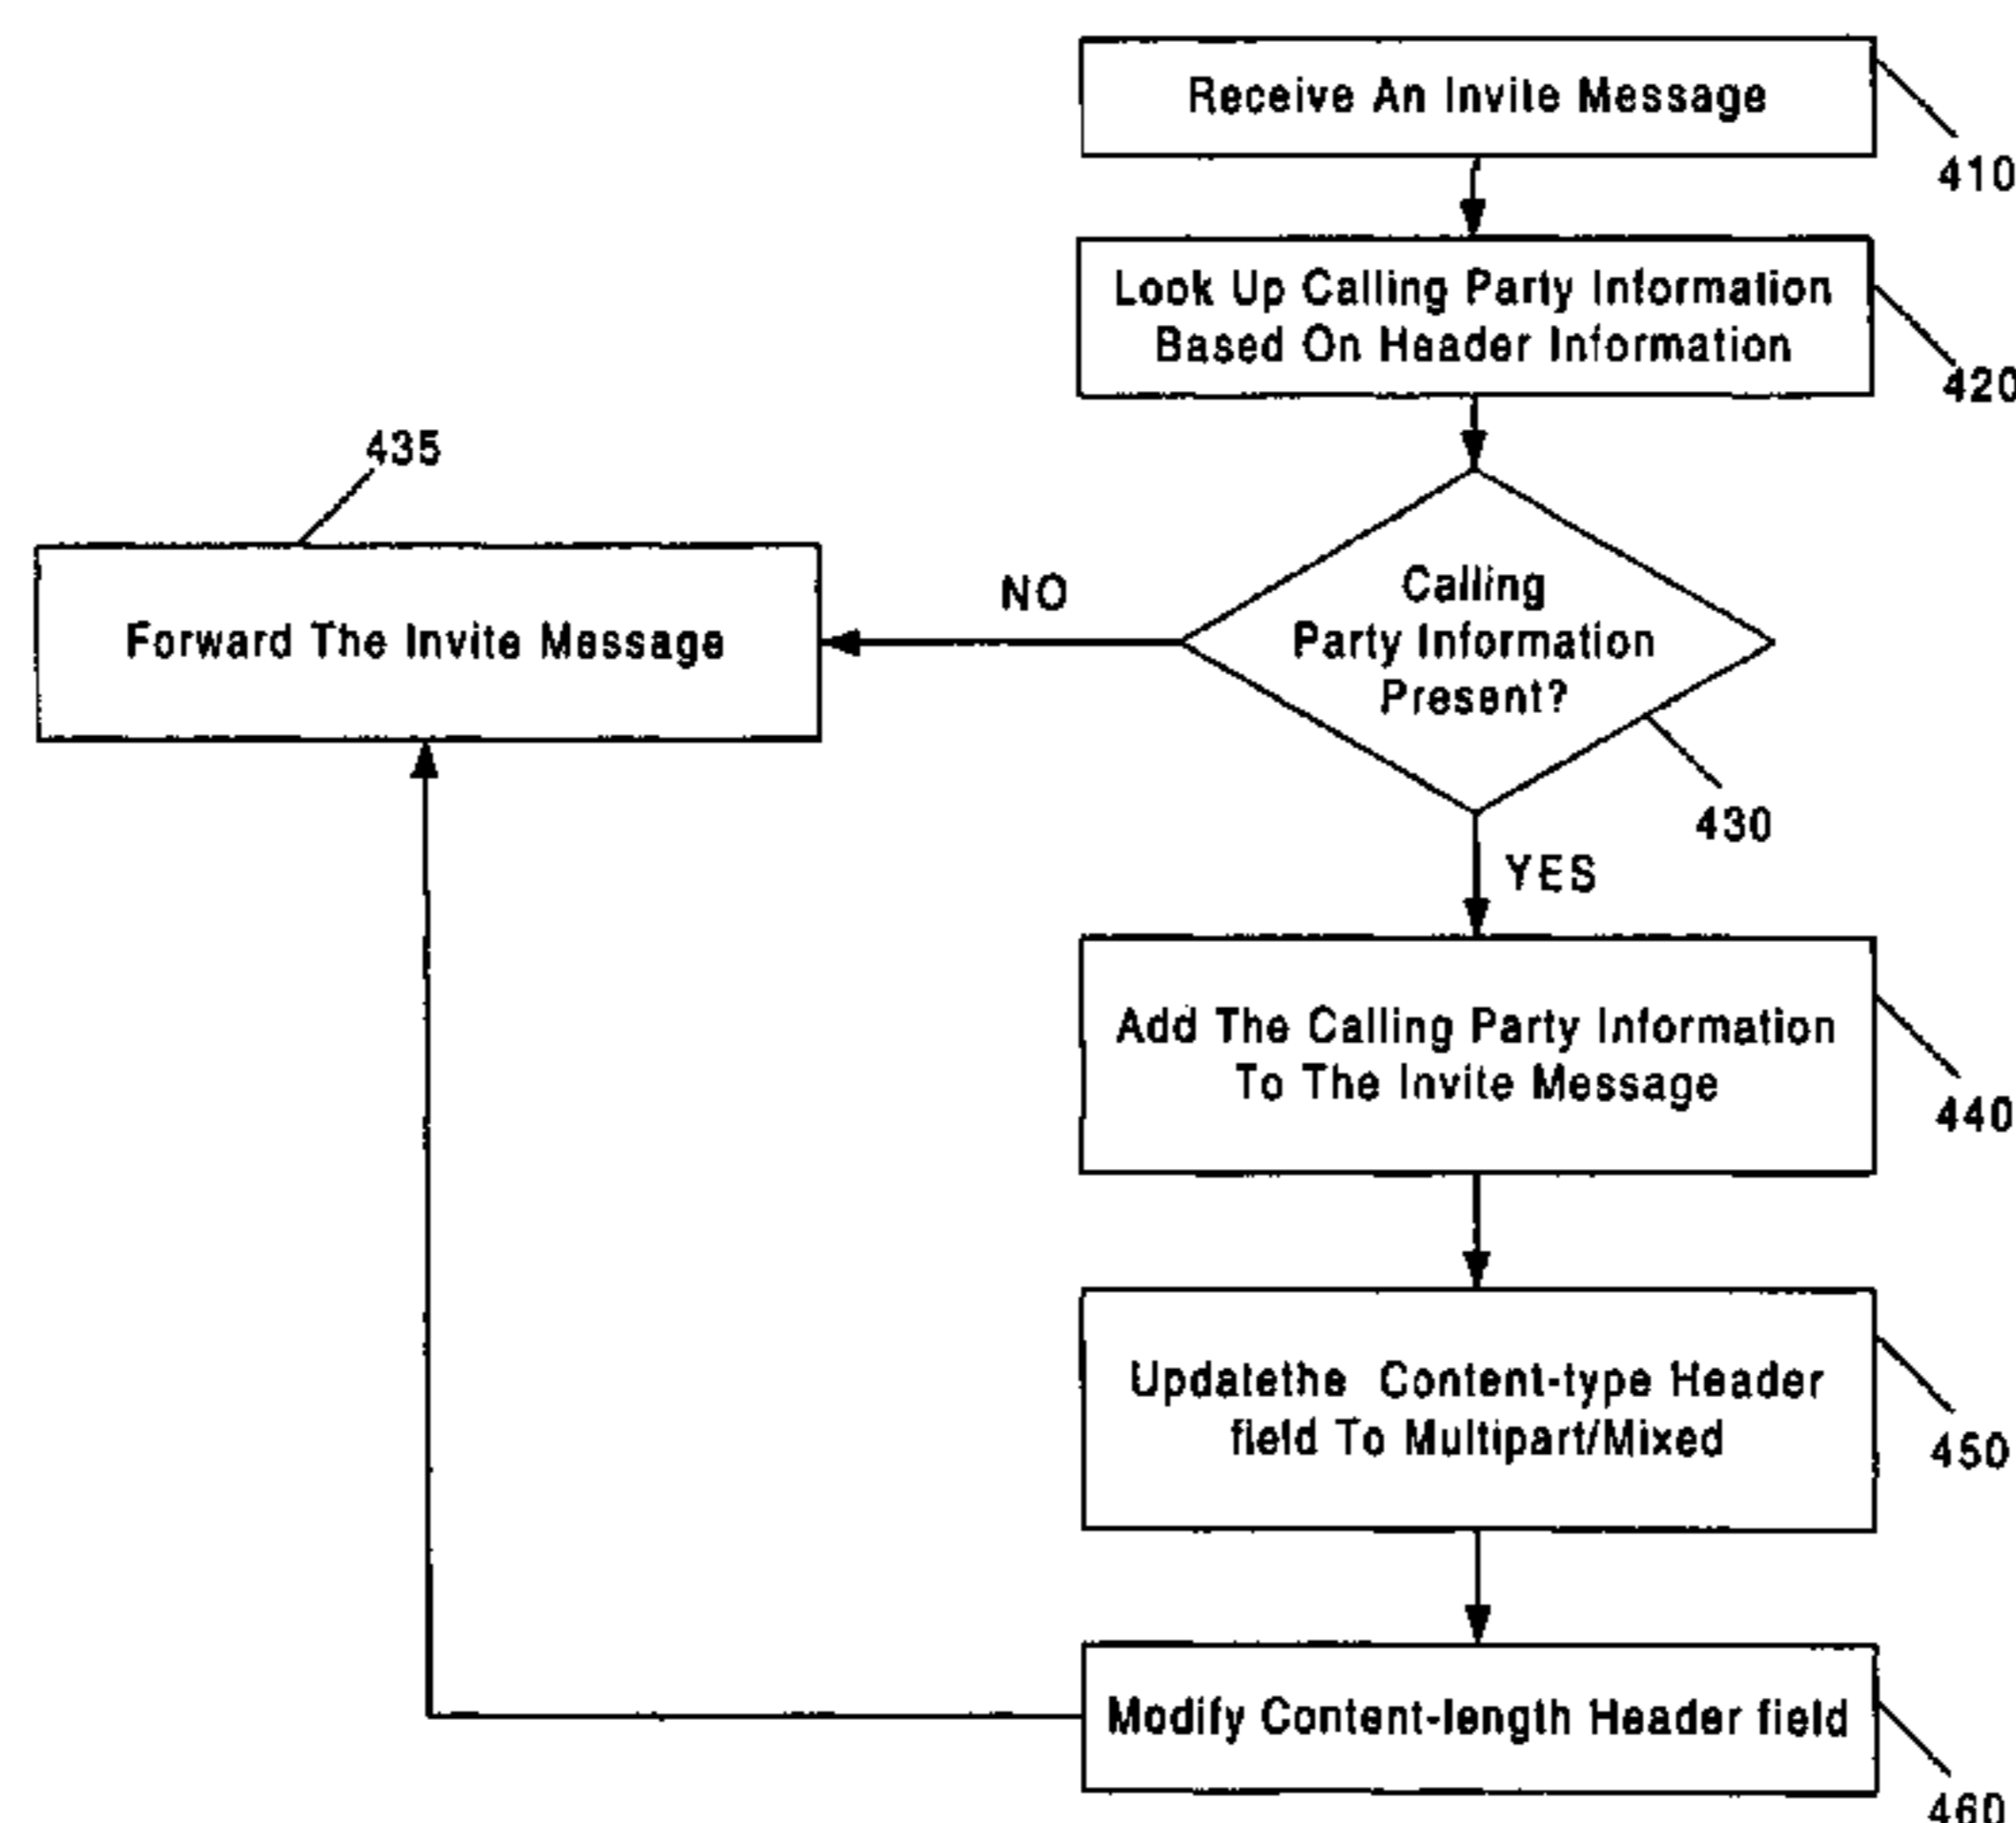 Receive An Invite Message
410
Look Up Calling Party Information
Based On Header Information
420
435
Forward The Invite Message
NO
Calling
Party Information
Present?
430
YES
Add The Calling Party Information
To The Invite Message
440
Updatethe Content-type Header
field To Multipart/Mixed
450
Modify Content-length Header field
460